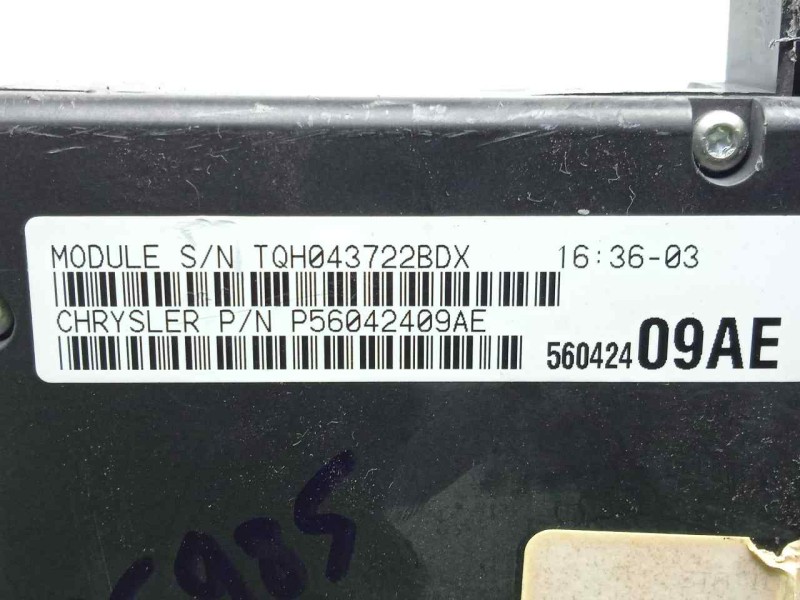 MODULE S/N TQH043722BDX 16:36-03
CHRYSLER P/N P56042409AE
56042409AE